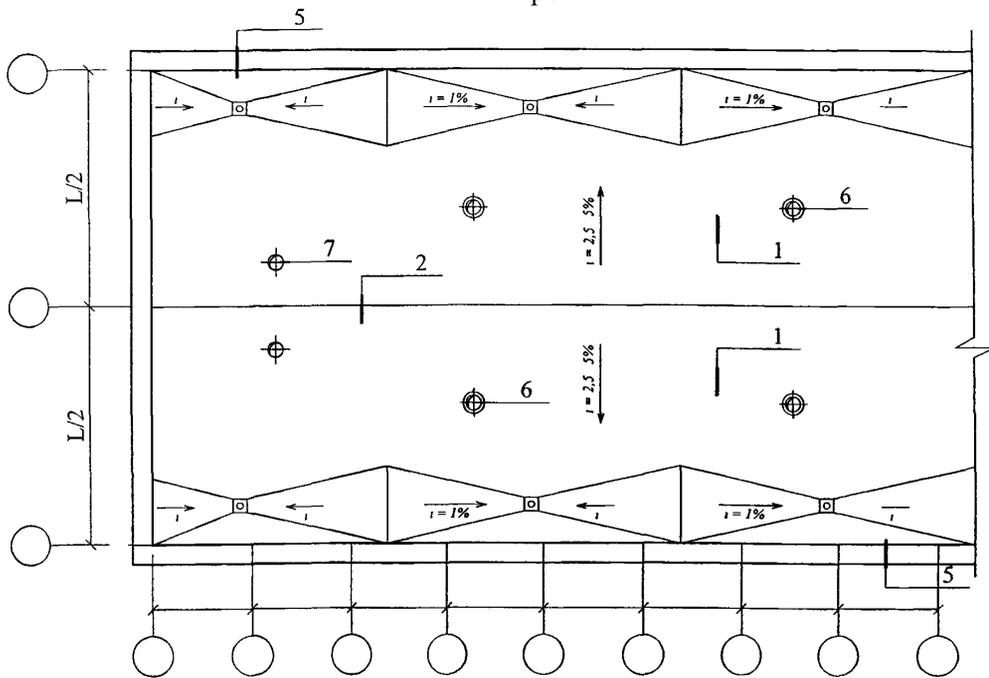 5
ı
ı
ı = 1%
ı
ı = 1%
ı
L/2
ı = 2,5 5%
6
7
2
1
1
L/2
ı = 2,5 5%
6
ı
ı
ı = 1%
ı
ı = 1%
5